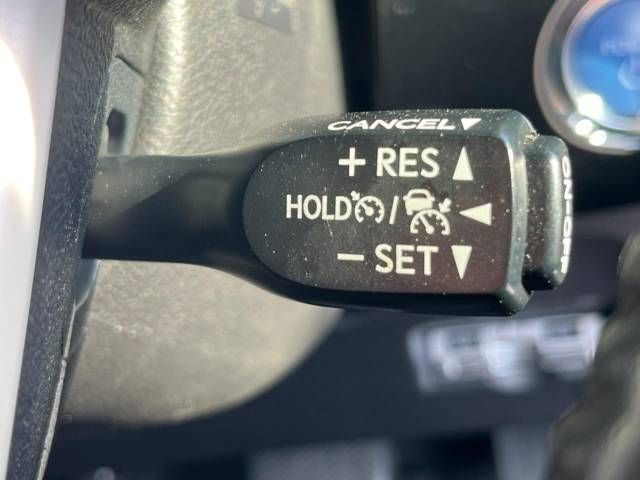 CANCEL▼
+ RES ▲
HOLD / ◀
− SET ▼
ON-OFF